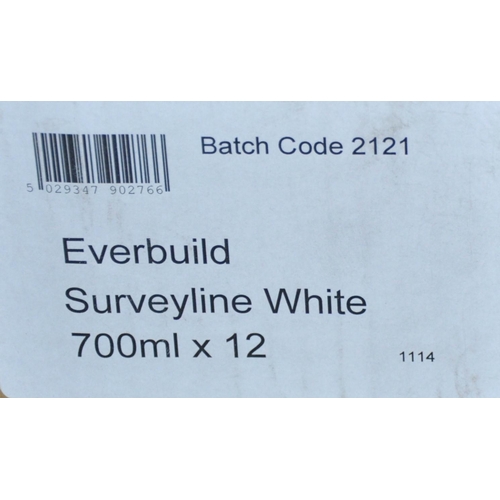 Batch Code 2121
5 029347 902766
Everbuild
Surveyline White
700ml x 12
1114